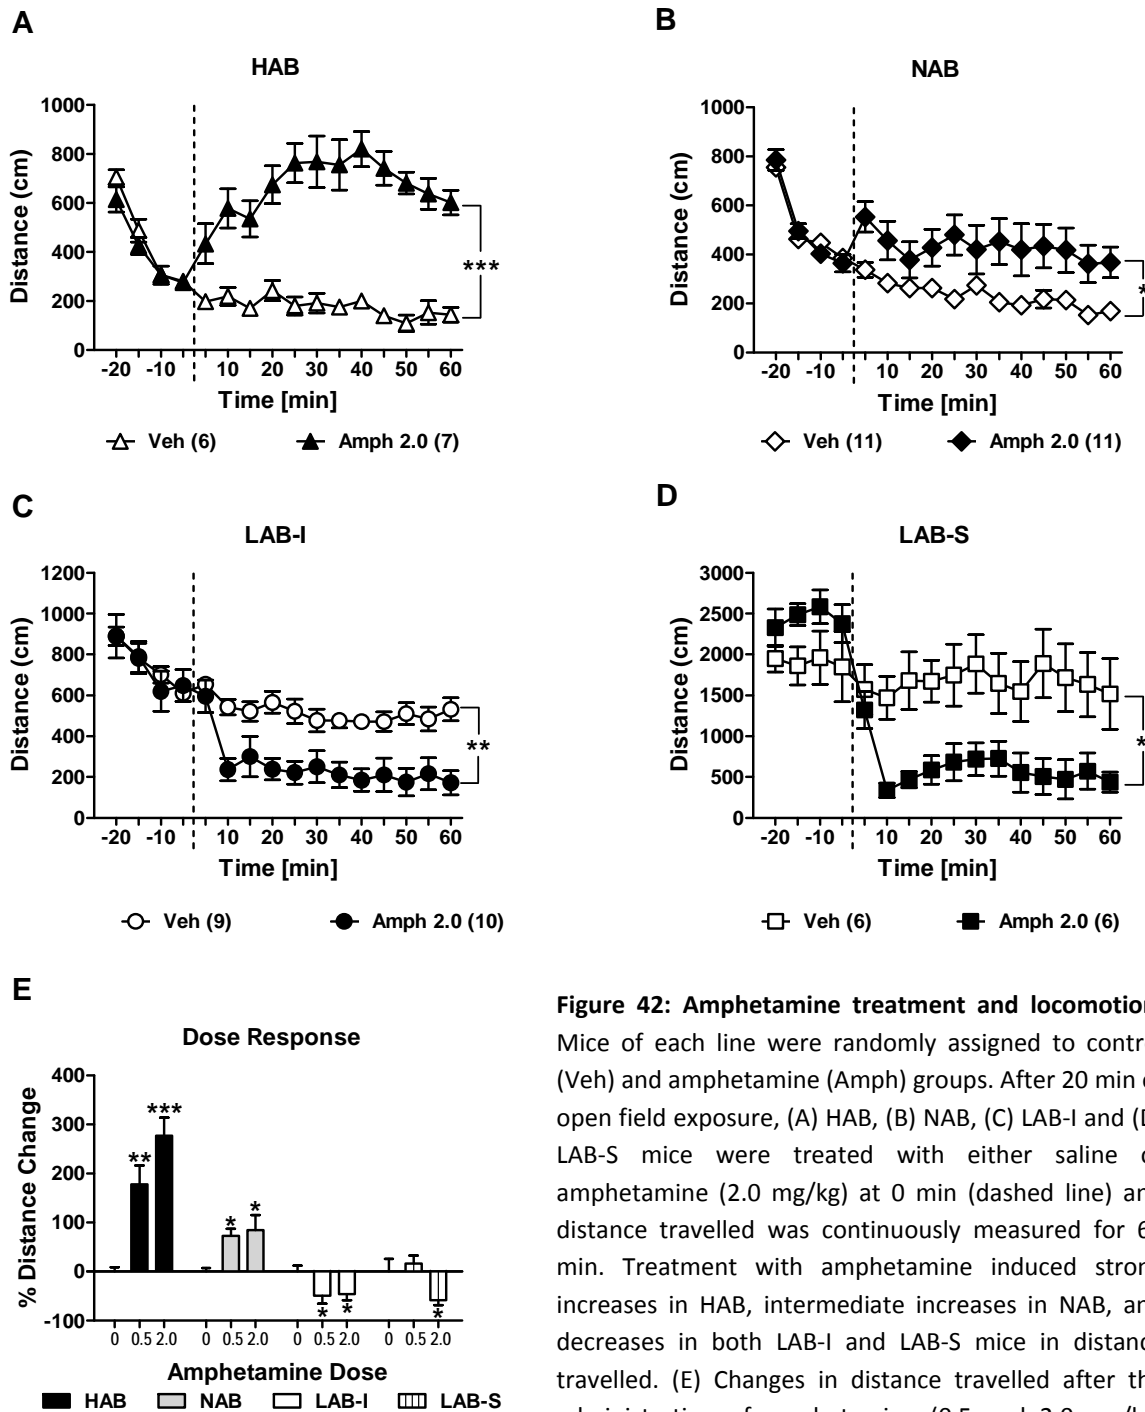 A
HAB
1000
800
600
400
200
0
Distance (cm)
***
-20 -10 10 20 30 40 50 60
Time [min]
Veh (6) Amph 2.0 (7)
B
NAB
1000
800
600
400
200
0
Distance (cm)
*
-20 -10 10 20 30 40 50 60
Time [min]
Veh (11) Amph 2.0 (11)
C
LAB-I
1200
1000
800
600
400
200
0
Distance (cm)
**
-20 -10 10 20 30 40 50 60
Time [min]
Veh (9) Amph 2.0 (10)
D
LAB-S
3000
2500
2000
1500
1000
500
0
Distance (cm)
*
-20 -10 10 20 30 40 50 60
Time [min]
Veh (6) Amph 2.0 (6)
E
Dose Response
400
300
200
100
0
-100
% Distance Change
** *** * * * * *
0 0.5 2.0 0 0.5 2.0 0 0.5 2.0 0 0.5 2.0
Amphetamine Dose
HAB NAB LAB-I LAB-S
Figure 42: Amphetamine treatment and locomotion
Mice of each line were randomly assigned to contr
(Veh) and amphetamine (Amph) groups. After 20 min
open field exposure, (A) HAB, (B) NAB, (C) LAB-I and
LAB-S mice were treated with either saline
amphetamine (2.0 mg/kg) at 0 min (dashed line) an
distance travelled was continuously measured for
min. Treatment with amphetamine induced stron
increases in HAB, intermediate increases in NAB, an
decreases in both LAB-I and LAB-S mice in distanc
travelled. (E) Changes in distance travelled after th